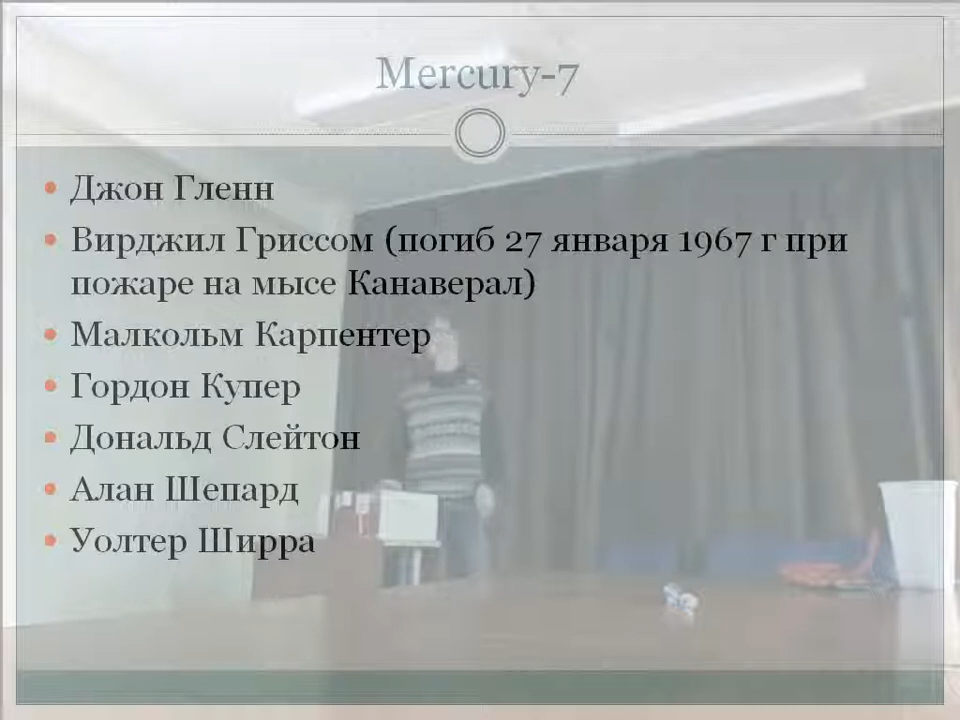 Mercury-7
Джон Гленн
Вирджил Гриссом (погиб 27 января 1967 г при
пожаре на мысе Канаверал)
Малкольм Карпентер
Гордон Купер
Дональд Слейтон
Алан Шепард
Уолтер Ширра